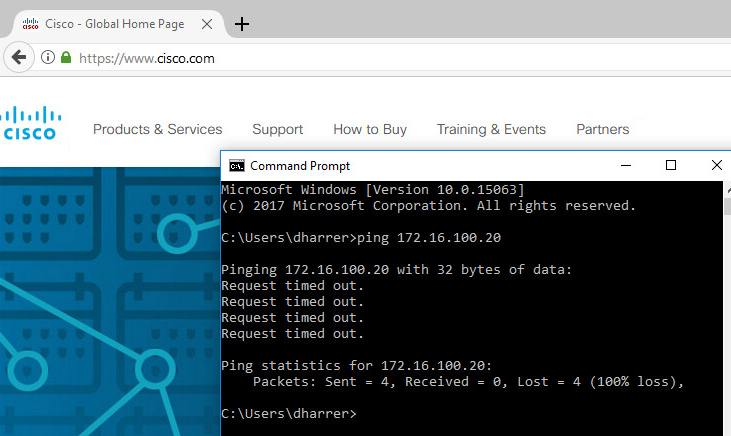 Cisco - Global Home Page
https://www.cisco.com
CISCO
Products & Services Support How to Buy Training & Events Partners
Command Prompt
Microsoft Windows [Version 10.0.15063]
(c) 2017 Microsoft Corporation. All rights reserved.
C:\Users\dharrer>ping 172.16.100.20
Pinging 172.16.100.20 with 32 bytes of data:
Request timed out.
Request timed out.
Request timed out.
Request timed out.
Ping statistics for 172.16.100.20:
Packets: Sent = 4, Received = 0, Lost = 4 (100% loss),
C:\Users\dharrer>